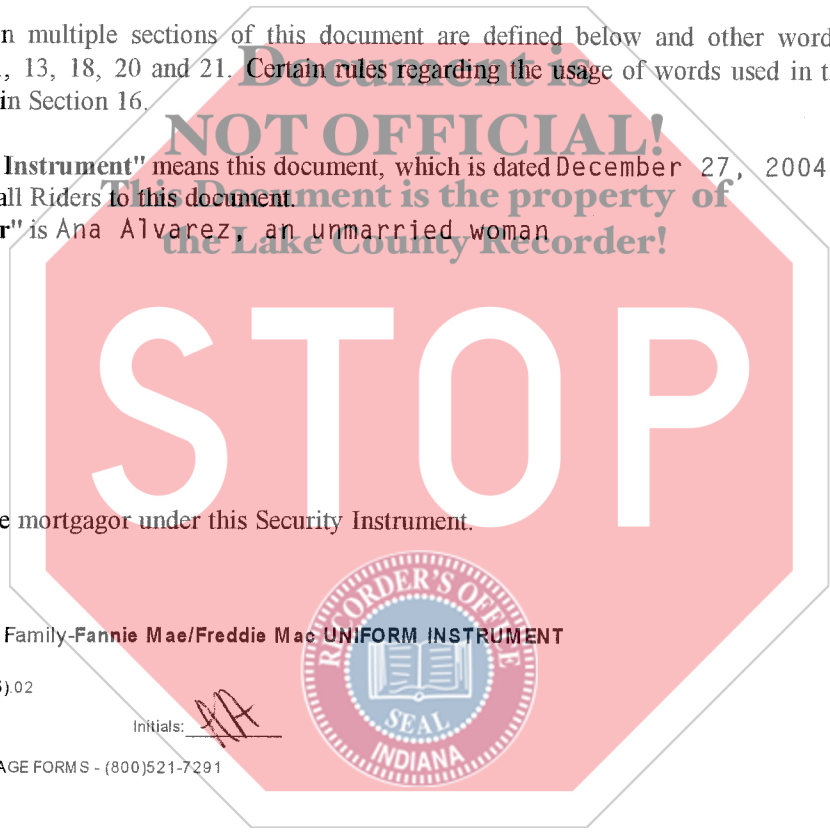 n multiple sections of this document are defined below and other word
, 13, 18, 20 and 21. Certain rules regarding the usage of words used in t
in Section 16.
Document is
NOT OFFICIAL!
This Document is the property of
the Lake County Recorder!
Instrument" means this document, which is dated December 27, 2004
all Riders to this document.
r" is Ana Alvarez, an unmarried woman
STOP
e mortgagor under this Security Instrument.
RECORDER'S OFFICE
SEAL
INDIANA
Family-Fannie Mae/Freddie Mac UNIFORM INSTRUMENT
).02
Initials: AA
AGE FORMS - (800)521-7291